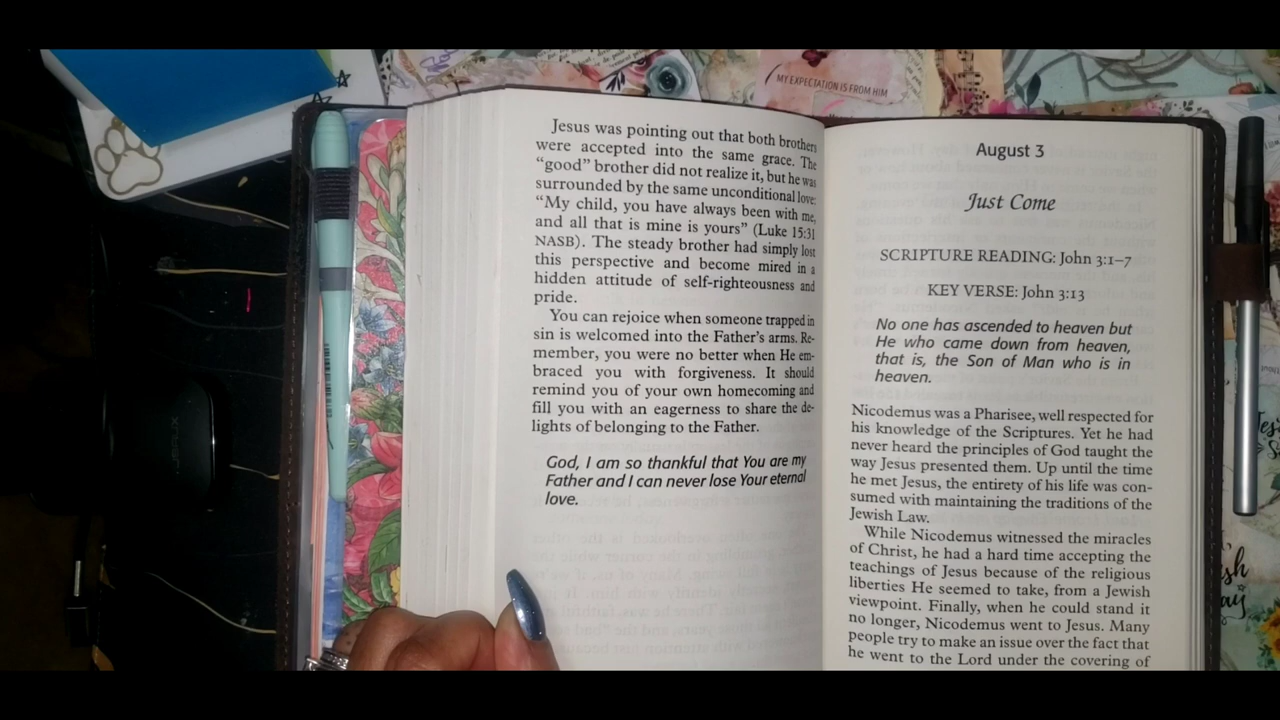 MY EXPECTATION IS FROM HIM
Jesus was pointing out that both brothers
were accepted into the same grace. The
“good” brother did not realize it, but he was
surrounded by the same unconditional love:
“My child, you have always been with me,
and all that is mine is yours” (Luke 15:31
NASB). The steady brother had simply lost
this perspective and become mired in a
hidden attitude of self-righteousness and
pride.
You can rejoice when someone trapped in
sin is welcomed into the Father’s arms. Re-
member, you were no better when He em-
braced you with forgiveness. It should
remind you of your own homecoming and
fill you with an eagerness to share the de-
lights of belonging to the Father.
God, I am so thankful that You are my
Father and I can never lose Your eternal
love.
August 3
Just Come
SCRIPTURE READING: John 3:1–7
KEY VERSE: John 3:13
No one has ascended to heaven but
He who came down from heaven,
that is, the Son of Man who is in
heaven.
Nicodemus was a Pharisee, well respected for
his knowledge of the Scriptures. Yet he had
never heard the principles of God taught the
way Jesus presented them. Up until the time
he met Jesus, the entirety of his life was con-
sumed with maintaining the traditions of the
Jewish Law.
While Nicodemus witnessed the miracles
of Christ, he had a hard time accepting the
teachings of Jesus because of the religious
liberties He seemed to take, from a Jewish
viewpoint. Finally, when he could stand it
no longer, Nicodemus went to Jesus. Many
people try to make an issue over the fact that
he went to the Lord under the covering of